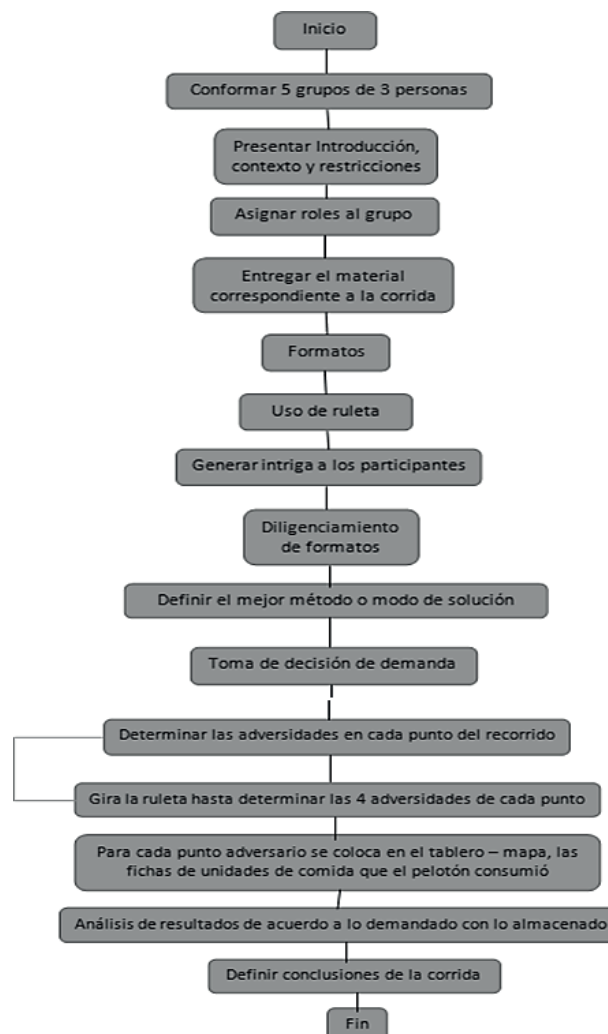 Inicio
Conformar 5 grupos de 3 personas
Presentar Introducción,
contexto y restricciones
Asignar roles al grupo
Entregar el material
correspondiente a la corrida
Formatos
Uso de ruleta
Generar intriga a los participantes
Diligenciamiento
de formatos
Definir el mejor método o modo de solución
Toma de decisión de demanda
Determinar las adversidades en cada punto del recorrido
Gira la ruleta hasta determinar las 4 adversidades de cada punto
Para cada punto adversario se coloca en el tablero – mapa, las
fichas de unidades de comida que el pelotón consumió
Análisis de resultados de acuerdo a lo demandado con lo almacenado
Definir conclusiones de la corrida
Fin